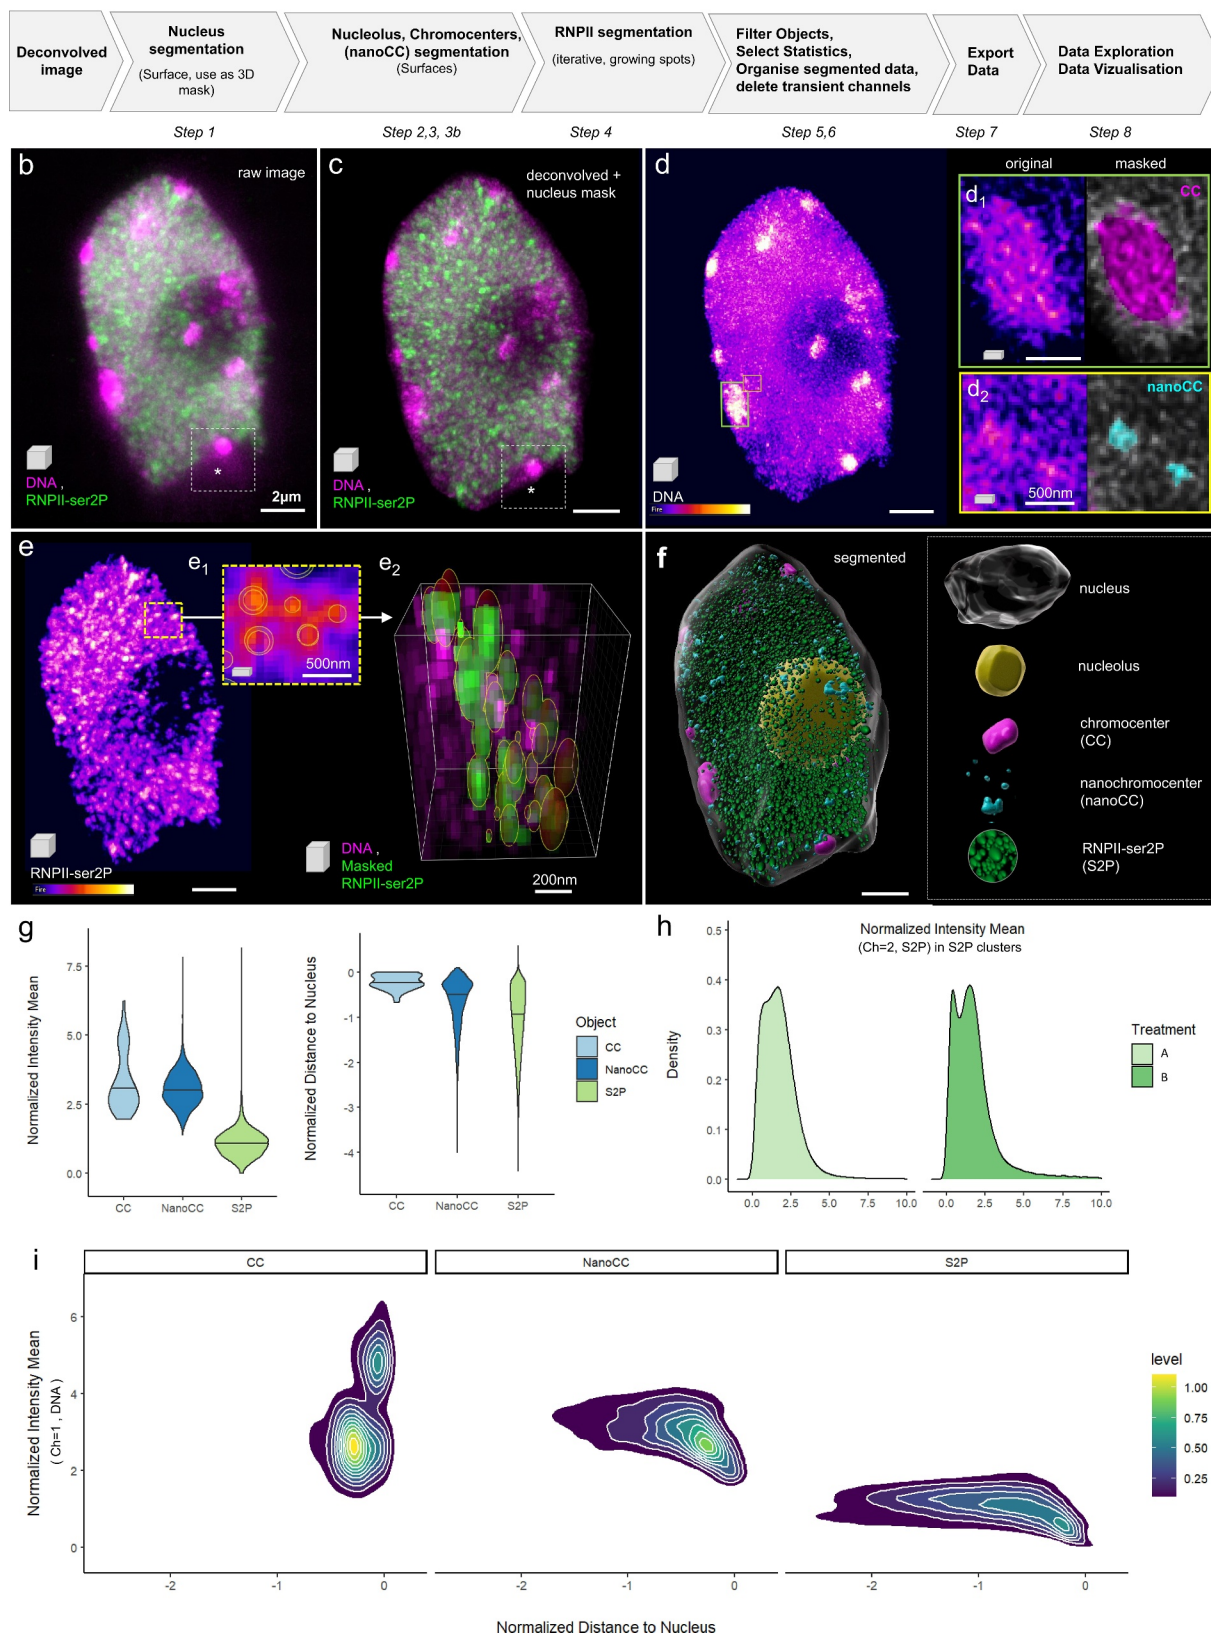 Deconvolved
image
Nucleus
segmentation
(Surface, use as 3D
mask)
Nucleolus, Chromocenters,
(nanoCC) segmentation
(Surfaces)
RNPII segmentation
(iterative, growing spots)
Filter Objects,
Select Statistics,
Organise segmented data,
delete transient channels
Export
Data
Data Exploration
Data Vizualisation
Step 1
Step 2,3, 3b
Step 4
Step 5,6
Step 7
Step 8
b
raw image
*
DNA ,
RNPII-ser2P
2µm
c
deconvolved +
nucleus mask
*
DNA ,
RNPII-ser2P
d
DNA
Fire
original
masked
d1
CC
d2
nanoCC
500nm
e
RNPII-ser2P
Fire
e1
500nm
e2
DNA ,
Masked
RNPII-ser2P
200nm
f
segmented
nucleus
nucleolus
chromocenter
(CC)
nanochromocenter
(nanoCC)
RNPII-ser2P
(S2P)
g
Normalized Intensity Mean
7.5
5.0
2.5
0.0
CC NanoCC S2P
Normalized Distance to Nucleus
0
-1
-2
-3
-4
CC NanoCC S2P
Object
CC
NanoCC
S2P
h
Normalized Intensity Mean
(Ch=2, S2P) in S2P clusters
Density
0.5
0.4
0.3
0.2
0.1
0.0
0.0 2.5 5.0 7.5 10.0
0.0 2.5 5.0 7.5 10.0
Treatment
A
B
i
CC
NanoCC
S2P
Normalized Intensity Mean
( Ch=1 , DNA )
6
4
2
0
-2 -1 0
-2 -1 0
-2 -1 0
Normalized Distance to Nucleus
level
1.00
0.75
0.50
0.25